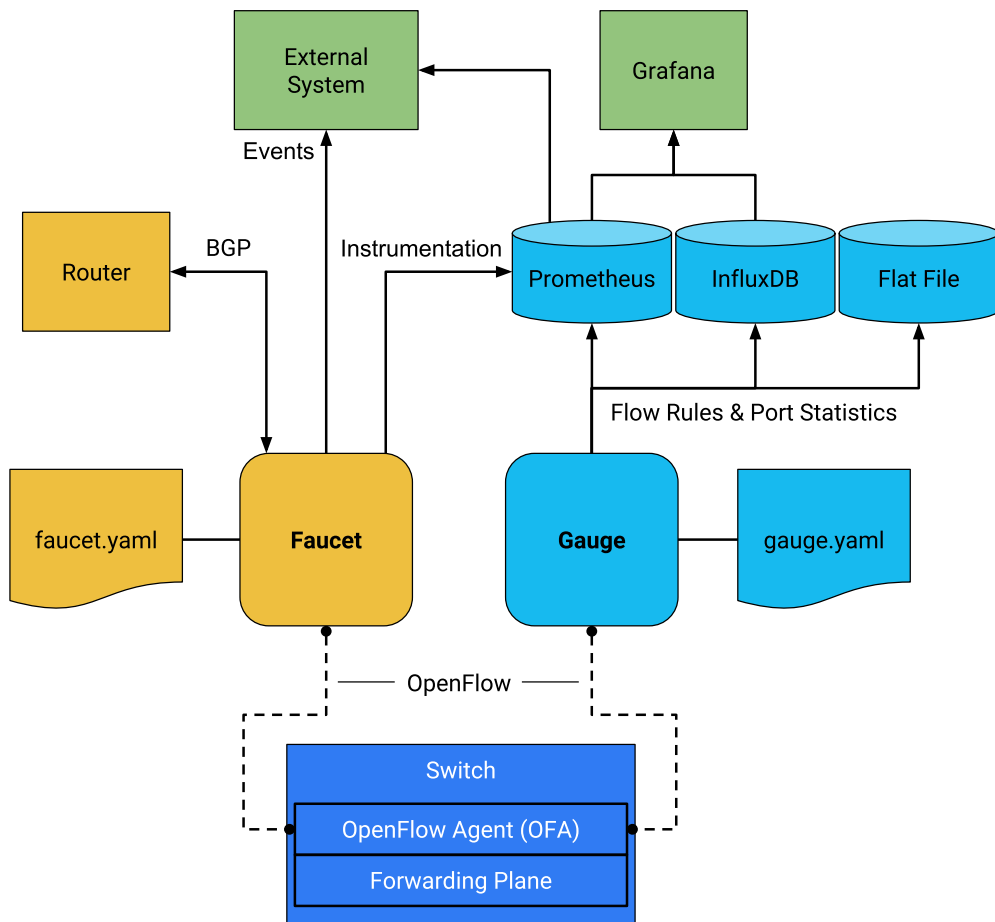 External
System
Grafana
Events
Router
BGP
Instrumentation
Prometheus
InfluxDB
Flat File
Flow Rules & Port Statistics
faucet.yaml
Faucet
Gauge
gauge.yaml
OpenFlow
Switch
OpenFlow Agent (OFA)
Forwarding Plane